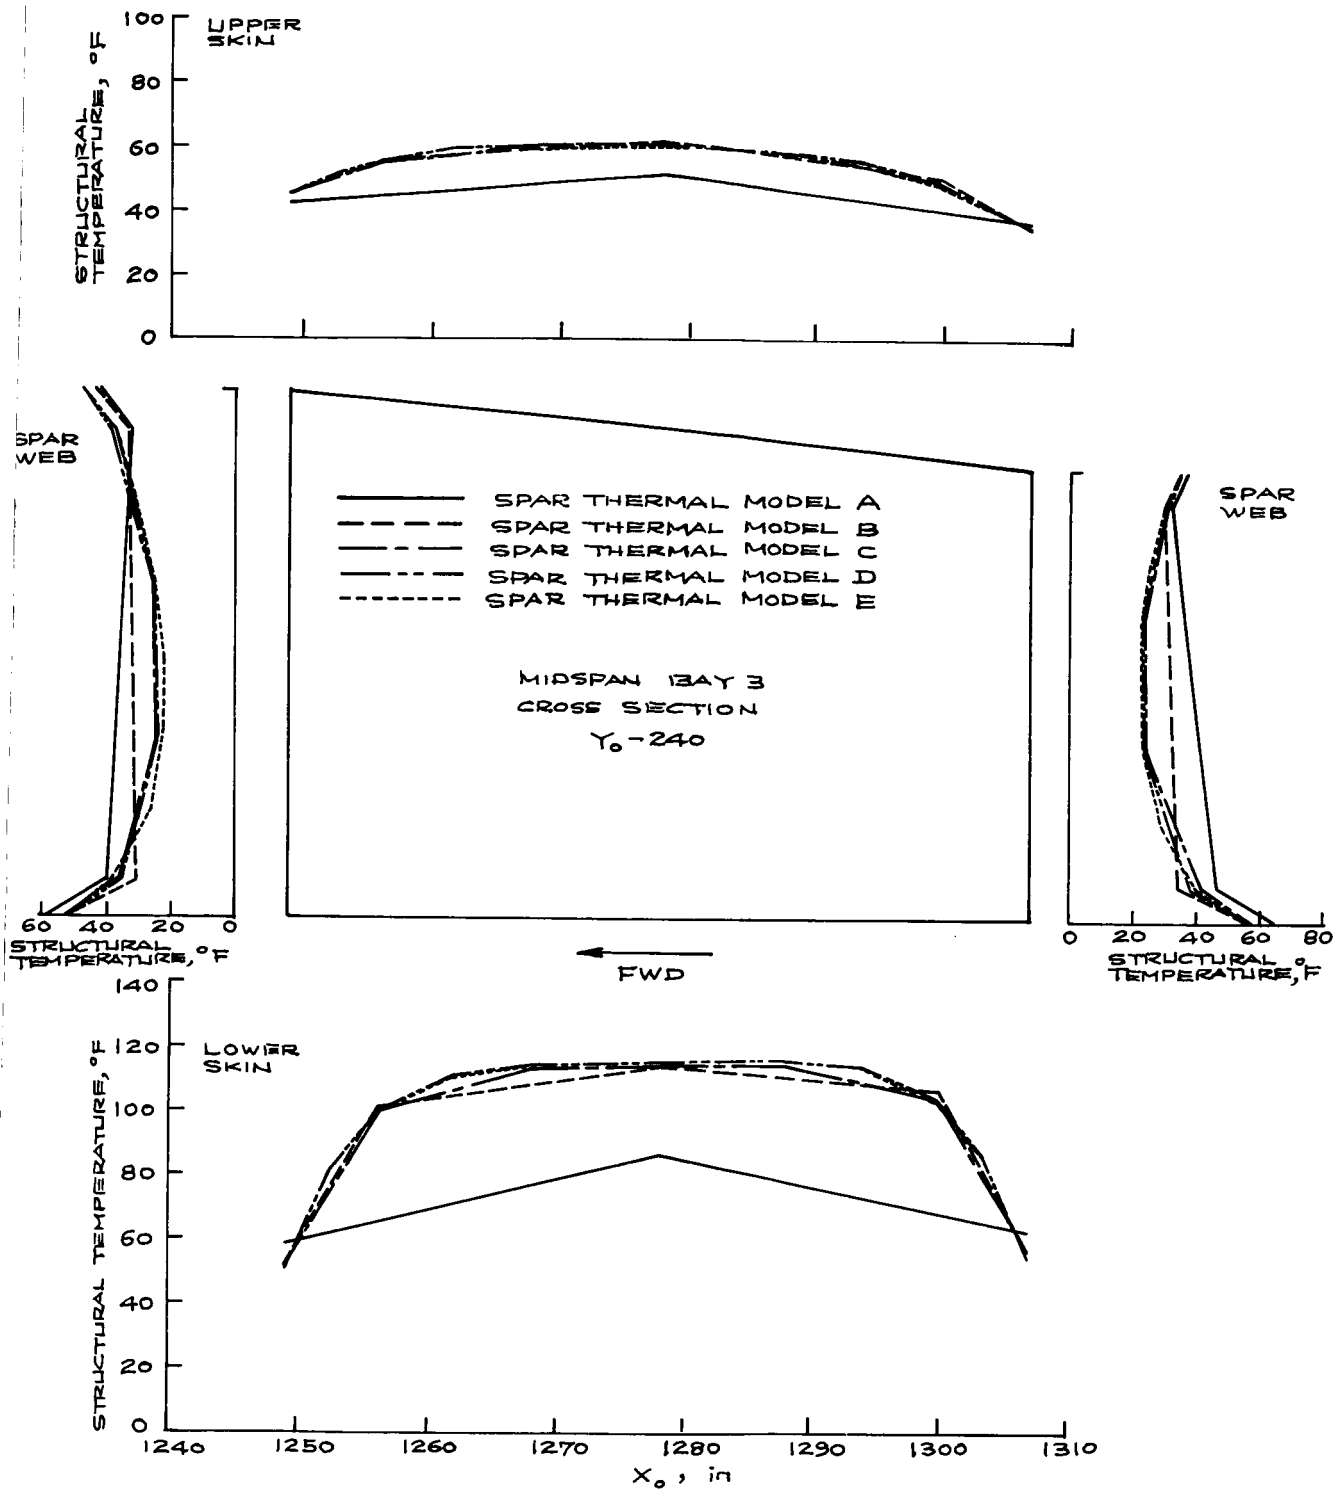 UPPER
SKIN
STRUCTURAL
TEMPERATURE, °F
100
80
60
40
20
0
SPAR
WEB
60 40 20 0
STRUCTURAL
TEMPERATURE, °F
SPAR THERMAL MODEL A
SPAR THERMAL MODEL B
SPAR THERMAL MODEL C
SPAR THERMAL MODEL D
SPAR THERMAL MODEL E
MIDSPAN BAY 3
CROSS SECTION
Y₀-240
FWD
SPAR
WEB
0 20 40 60 80
STRUCTURAL
TEMPERATURE, °F
LOWER
SKIN
STRUCTURAL TEMPERATURE, °F
140
120
100
80
60
40
20
0
1240 1250 1260 1270 1280 1290 1300 1310
X₀, in